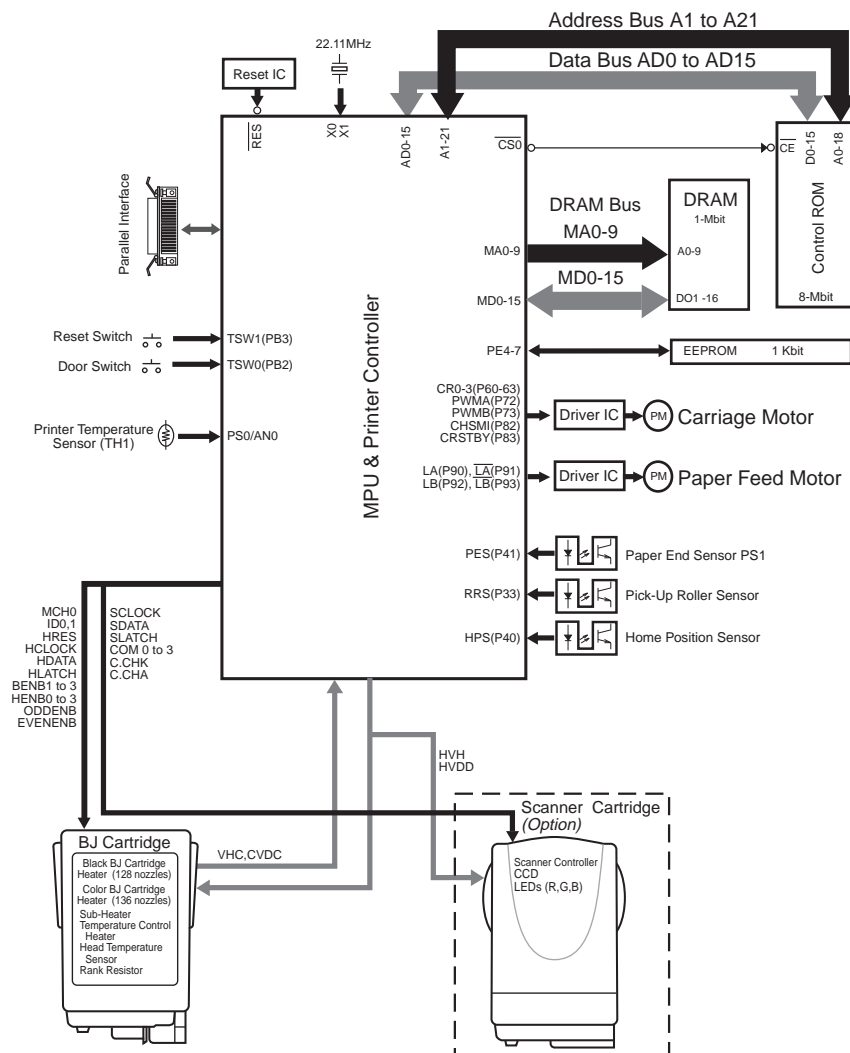 Address Bus A1 to A21
Data Bus AD0 to AD15
22.11MHz
Reset IC
RES
X0
X1
AD0-15
A1-21
CS0
CE
D0-15
A0-18
Control ROM
8-Mbit
Parallel Interface
DRAM Bus
MA0-9
MA0-9
DRAM
1-Mbit
A0-9
MD0-15
MD0-15
DO1 -16
MPU & Printer Controller
Reset Switch
TSW1(PB3)
Door Switch
TSW0(PB2)
PE4-7
EEPROM 1 Kbit
Printer Temperature
Sensor (TH1)
PS0/AN0
CR0-3(P60-63)
PWMA(P72)
PWMB(P73)
CHSMI(P82)
CRSTBY(P83)
Driver IC
PM
Carriage Motor
LA(P90), LA(P91)
LB(P92), LB(P93)
Driver IC
PM
Paper Feed Motor
PES(P41)
Paper End Sensor PS1
RRS(P33)
Pick-Up Roller Sensor
HPS(P40)
Home Position Sensor
MCH0
ID0,1
HRES
HCLOCK
HDATA
HLATCH
BENB1 to 3
HENB0 to 3
ODDENB
EVENENB
SCLOCK
SDATA
SLATCH
COM 0 to 3
C.CHK
C.CHA
HVH
HVDD
VHC,CVDC
BJ Cartridge
Black BJ Cartridge
Heater (128 nozzles)
Color BJ Cartridge
Heater (136 nozzles)
Sub-Heater
Temperature Control
Heater
Head Temperature
Sensor
Rank Resistor
Scanner Cartridge
(Option)
Scanner Controller
CCD
LEDs (R,G,B)